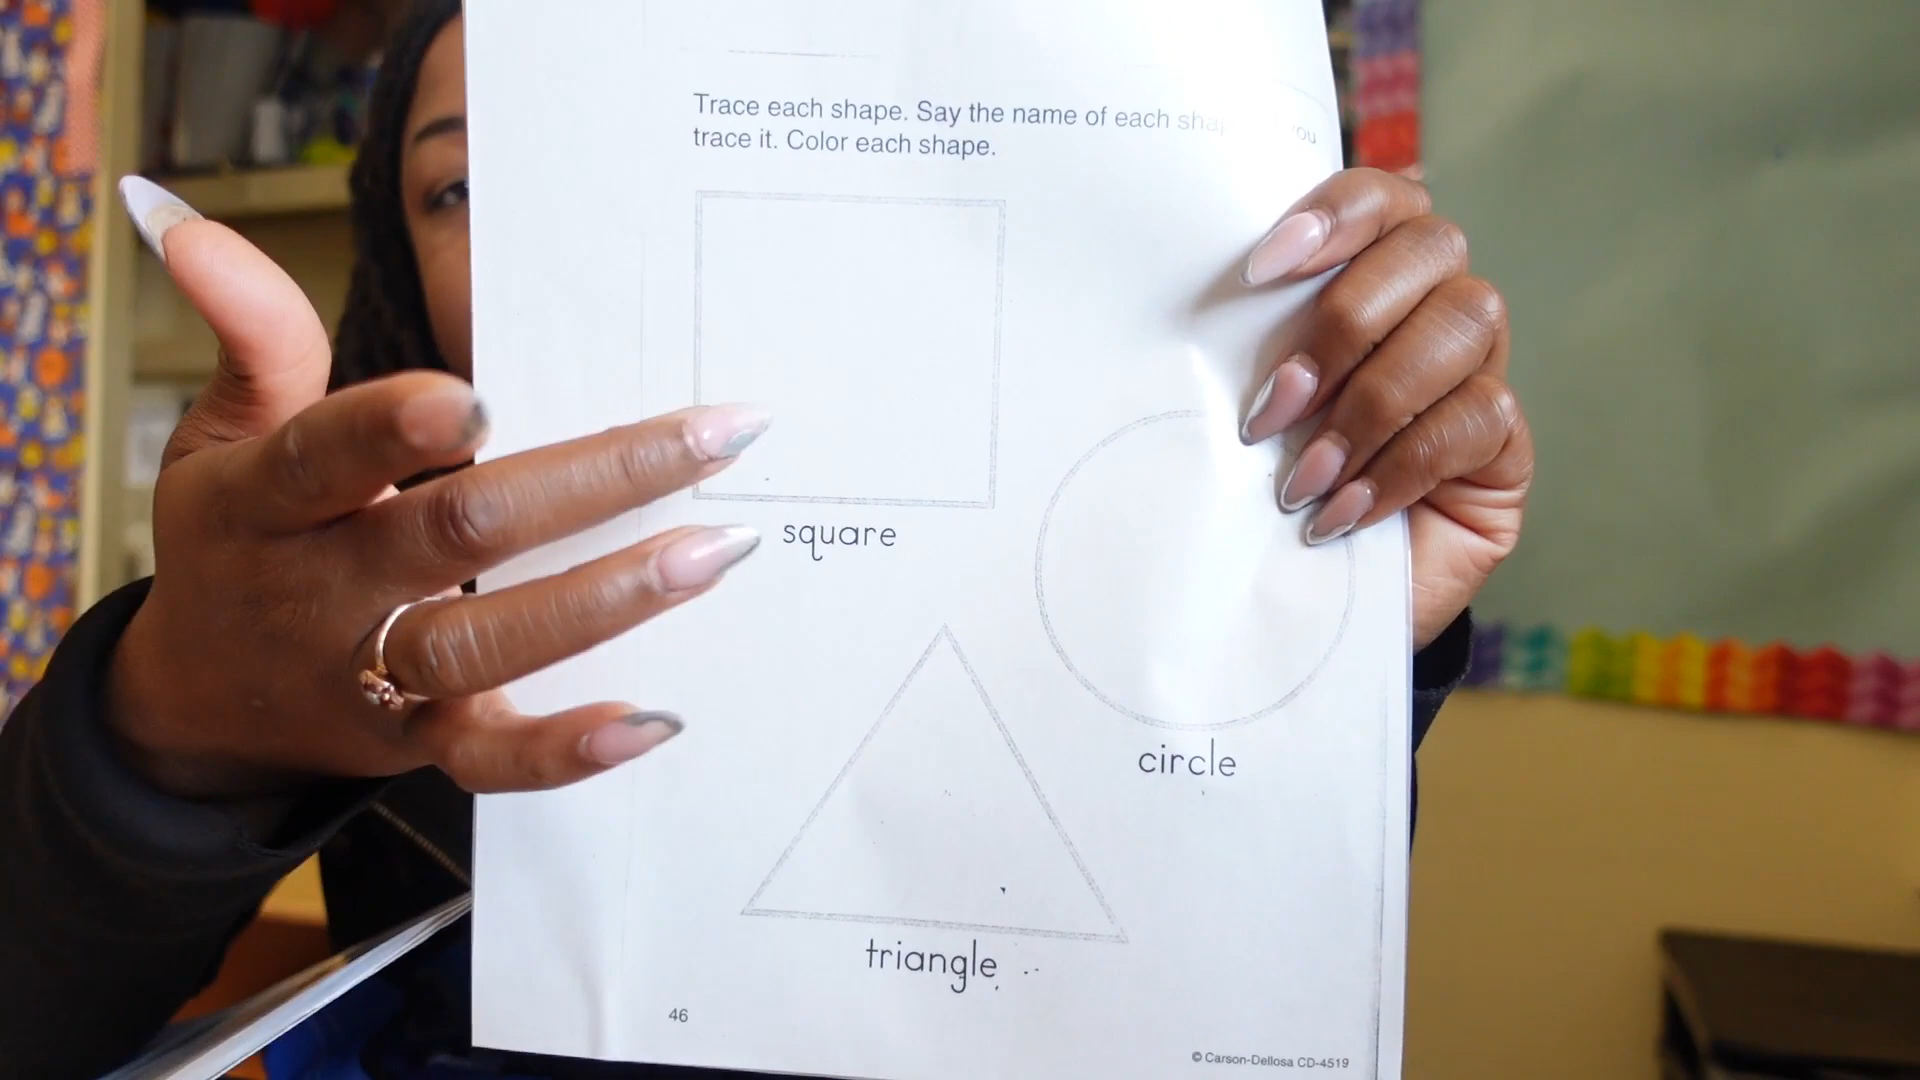 Trace each shape. Say the name of each you
trace it. Color each shape.
square
circle
triangle
46
© Carson-Dellosa CD-4519